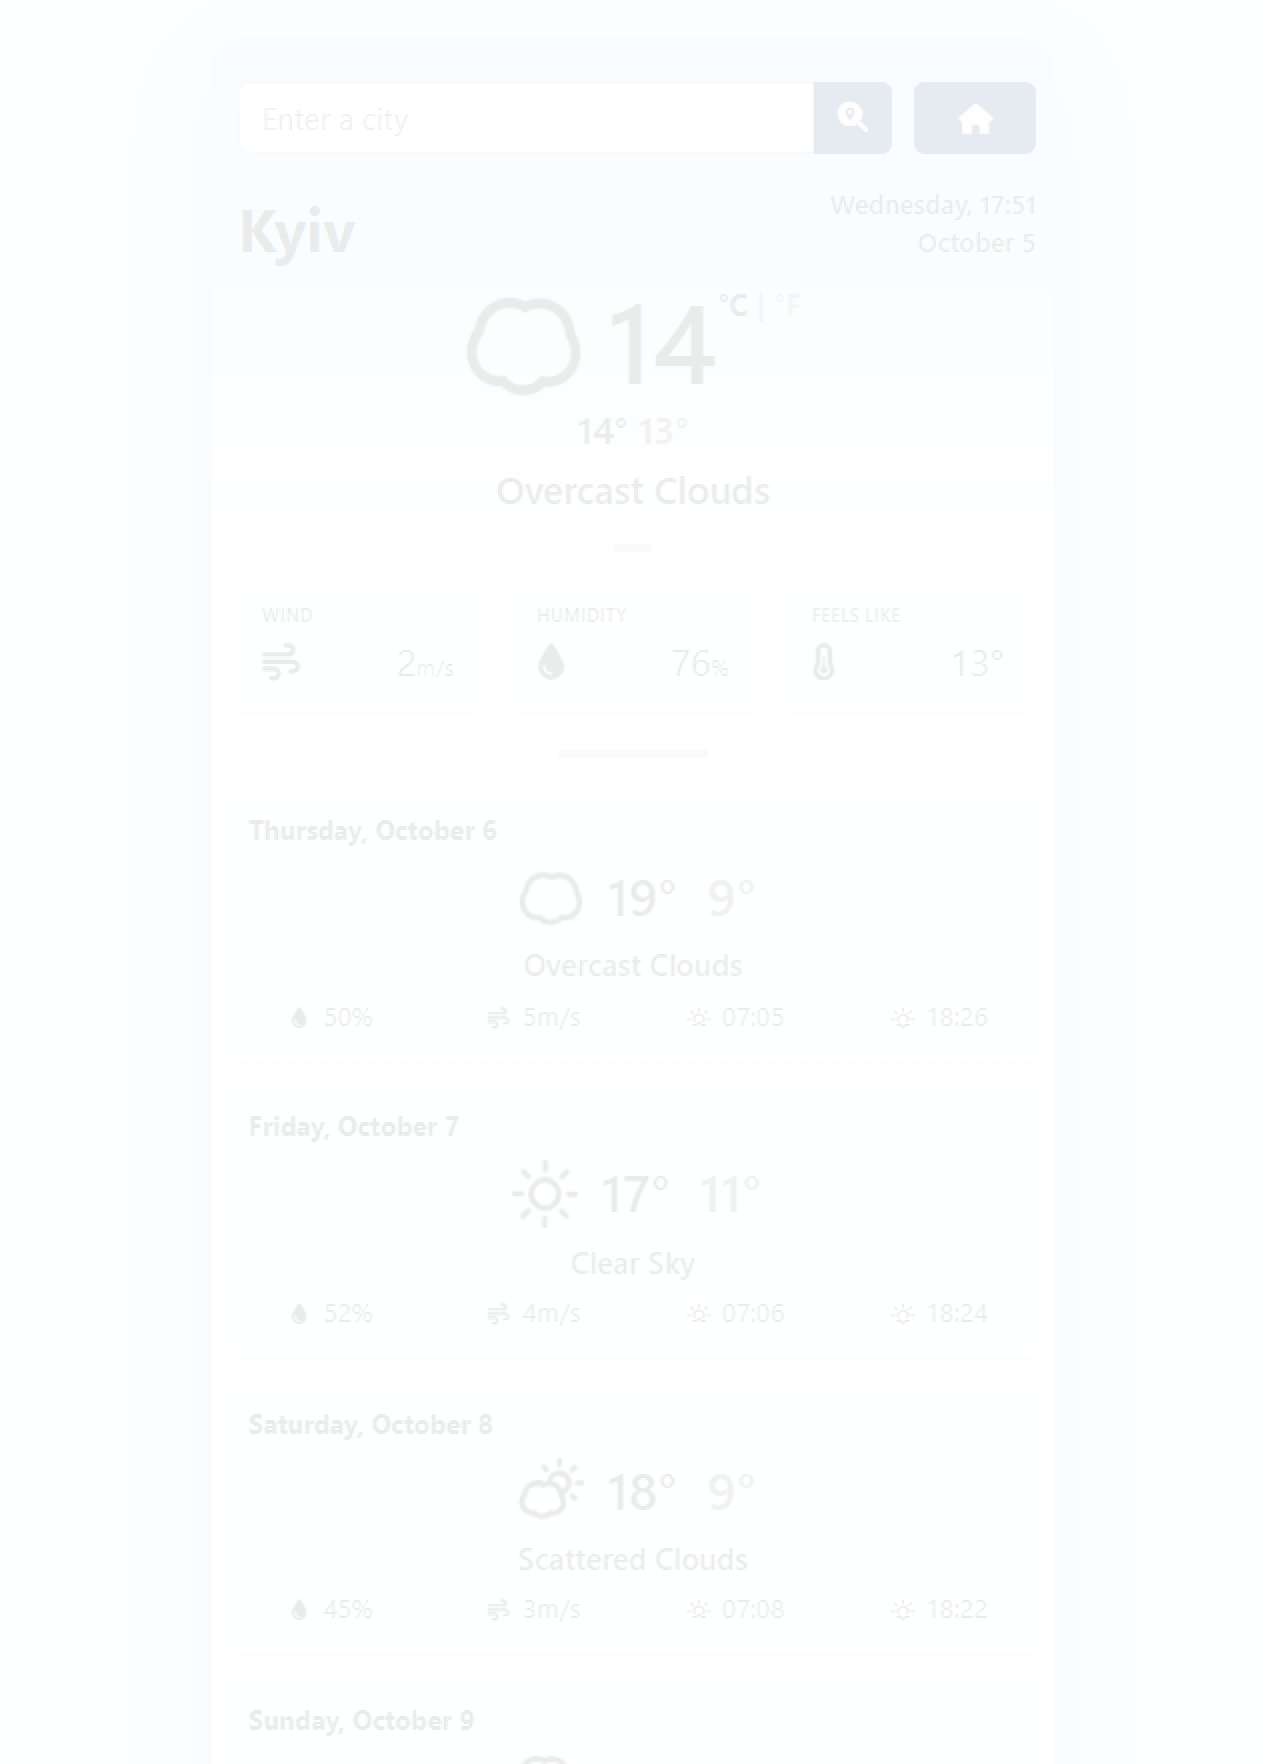 Enter a city
Kyiv
Wednesday, 17:51
October 5
14 °C | °F
14° 13°
Overcast Clouds
WIND
2m/s
HUMIDITY
76%
FEELS LIKE
13°
Thursday, October 6
19° 9°
Overcast Clouds
50% 5m/s 07:05 18:26
Friday, October 7
17° 11°
Clear Sky
52% 4m/s 07:06 18:24
Saturday, October 8
18° 9°
Scattered Clouds
45% 3m/s 07:08 18:22
Sunday, October 9